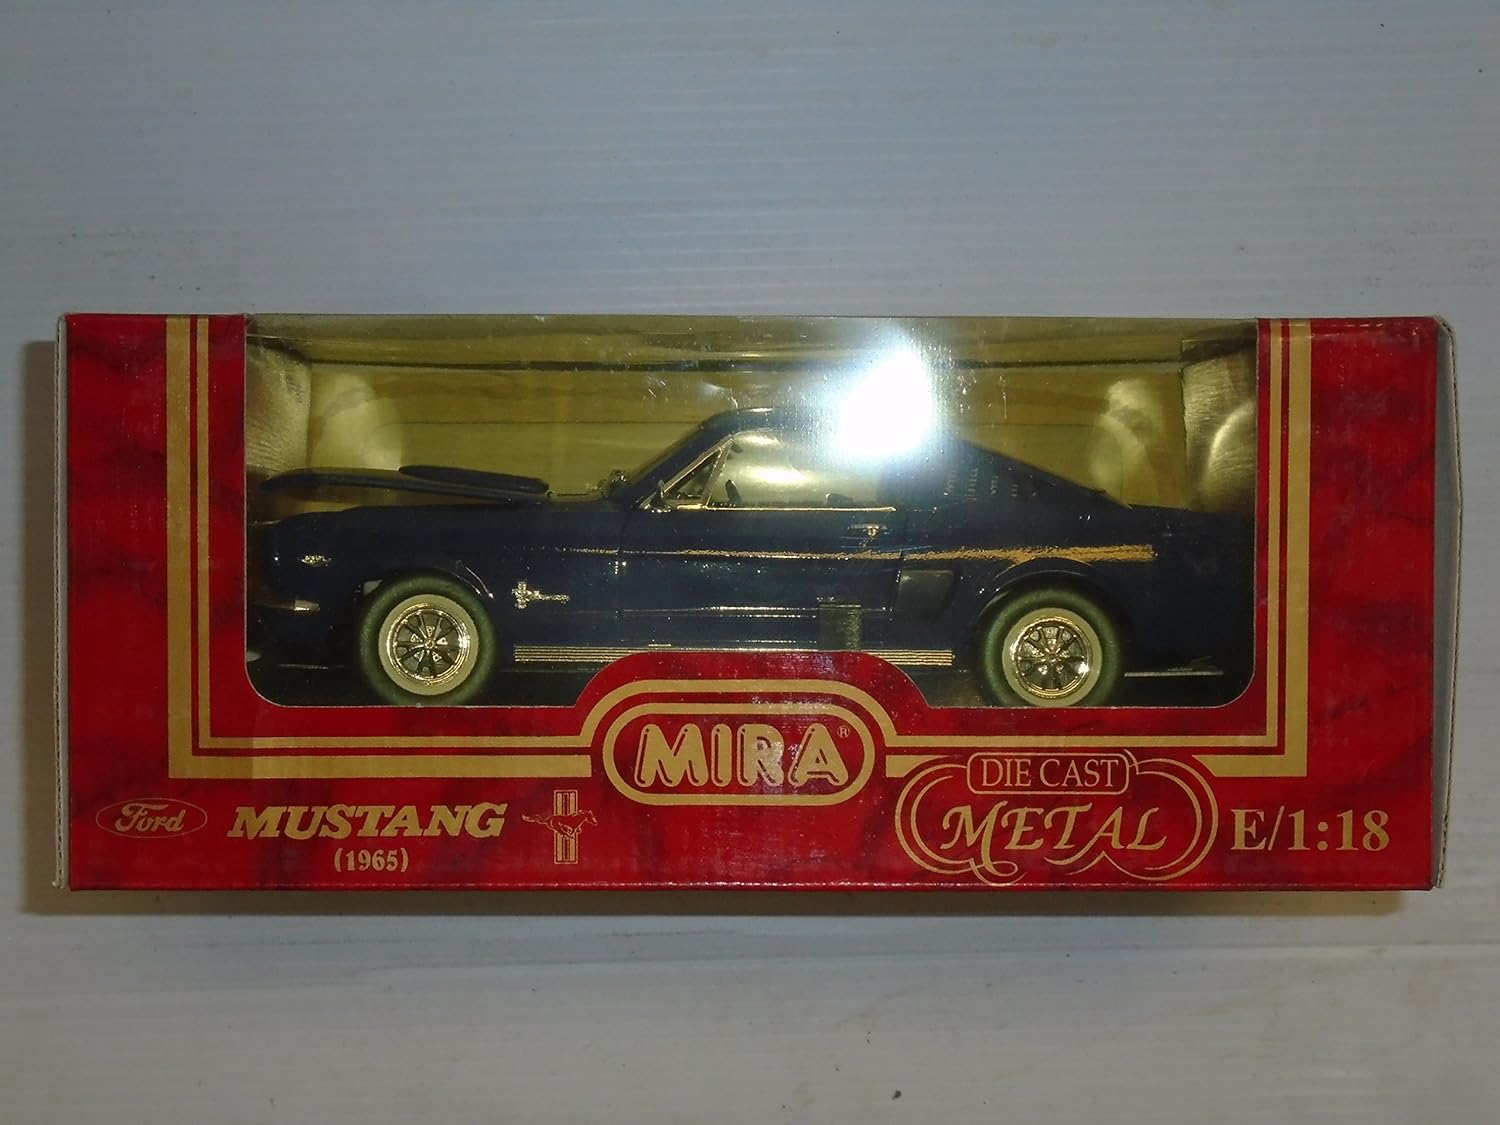 MIRA®
DIE CAST
METAL
E/1:18
Ford
MUSTANG
(1965)